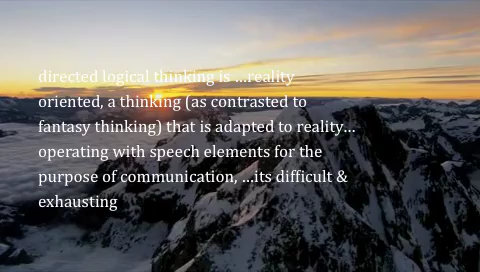 directed logical thinking is …reality
oriented, a thinking (as contrasted to
fantasy thinking) that is adapted to reality…
operating with speech elements for the
purpose of communication, …its difficult &
exhausting